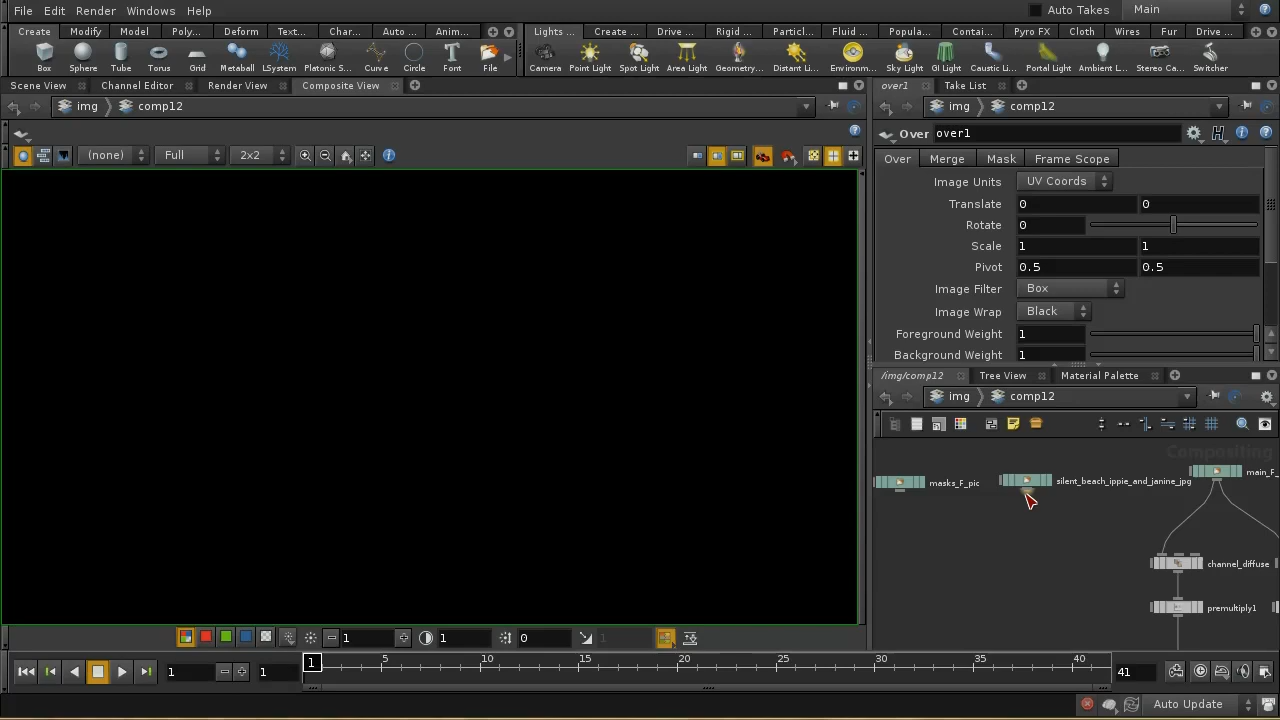 File Edit Render Windows Help Auto Takes Main
Create Modify Model Poly... Deform Text... Char... Auto ... Anim... Lights ... Create ... Drive ... Rigid ... Particl... Fluid ... Popula... Contai... Pyro FX Cloth Wires Fur Drive ...
Box Sphere Tube Torus Grid Metaball LSystem Platonic S... Curve Circle Font File Camera Point Light Spot Light Area Light Geometry... Distant Li... Environm... Sky Light GI Light Caustic Li... Portal Light Ambient L... Stereo Ca... Switcher
Scene View Channel Editor Render View Composite View over1 Take List
img comp12 img comp12
Over over1
(none) Full 2x2
Over Merge Mask Frame Scope
Image Units UV Coords
Translate 0 0
Rotate 0
Scale 1 1
Pivot 0.5 0.5
Image Filter Box
Image Wrap Black
Foreground Weight 1
Background Weight 1
/img/comp12 Tree View Material Palette
img comp12
Compositing
masks_F_pic silent_beach_ippie_and_janine_jpg main_F_
channel_diffuse
premultiply1
1 1 0 1
1 1 1 5 10 15 20 25 30 35 40 41
Auto Update